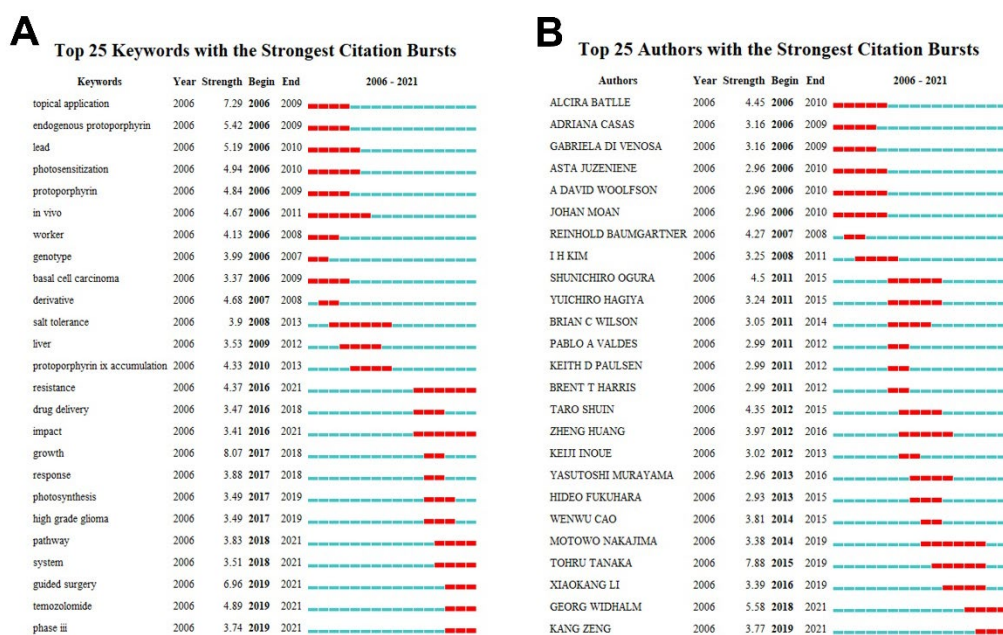 A
Top 25 Keywords with the Strongest Citation Bursts
Keywords Year Strength Begin End 2006 - 2021
topical application 2006 7.29 2006 2009
endogenous protoporphyrin 2006 5.42 2006 2009
lead 2006 5.19 2006 2010
photosensitization 2006 4.94 2006 2010
protoporphyrin 2006 4.84 2006 2009
in vivo 2006 4.67 2006 2011
worker 2006 4.13 2006 2008
genotype 2006 3.99 2006 2007
basal cell carcinoma 2006 3.37 2006 2009
derivative 2006 4.68 2007 2008
salt tolerance 2006 3.9 2008 2013
liver 2006 3.53 2009 2012
protoporphyrin ix accumulation 2006 4.33 2010 2013
resistance 2006 4.37 2016 2021
drug delivery 2006 3.47 2016 2018
impact 2006 3.41 2016 2021
growth 2006 8.07 2017 2018
response 2006 3.88 2017 2018
photosynthesis 2006 3.49 2017 2019
high grade glioma 2006 3.49 2017 2019
pathway 2006 3.83 2018 2021
system 2006 3.51 2018 2021
guided surgery 2006 6.96 2019 2021
temozolomide 2006 4.89 2019 2021
phase iii 2006 3.74 2019 2021
B
Top 25 Authors with the Strongest Citation Bursts
Authors Year Strength Begin End 2006 - 2021
ALCIRA BATLLE 2006 4.45 2006 2010
ADRIANA CASAS 2006 3.16 2006 2009
GABRIELA DI VENOSA 2006 3.16 2006 2009
ASTA JUZENIENE 2006 2.96 2006 2010
A DAVID WOOLFSON 2006 2.96 2006 2010
JOHAN MOAN 2006 2.96 2006 2010
REINHOLD BAUMGARTNER 2006 4.27 2007 2008
I H KIM 2006 3.25 2008 2011
SHUNICHIRO OGURA 2006 4.5 2011 2015
YUICHIRO HAGIYA 2006 3.24 2011 2015
BRIAN C WILSON 2006 3.05 2011 2014
PABLO A VALDES 2006 2.99 2011 2012
KEITH D PAULSEN 2006 2.99 2011 2012
BRENT T HARRIS 2006 2.99 2011 2012
TARO SHUIN 2006 4.35 2012 2015
ZHENG HUANG 2006 3.97 2012 2016
KEIJI INOUE 2006 3.02 2012 2013
YASUTOSHI MURAYAMA 2006 2.96 2013 2016
HIDEO FUKUHARA 2006 2.93 2013 2015
WENWU CAO 2006 3.81 2014 2015
MOTOWO NAKAJIMA 2006 3.38 2014 2019
TOHRU TANAKA 2006 7.88 2015 2019
XIAOKANG LI 2006 3.39 2016 2019
GEORG WIDHALM 2006 5.58 2018 2021
KANG ZENG 2006 3.77 2019 2021